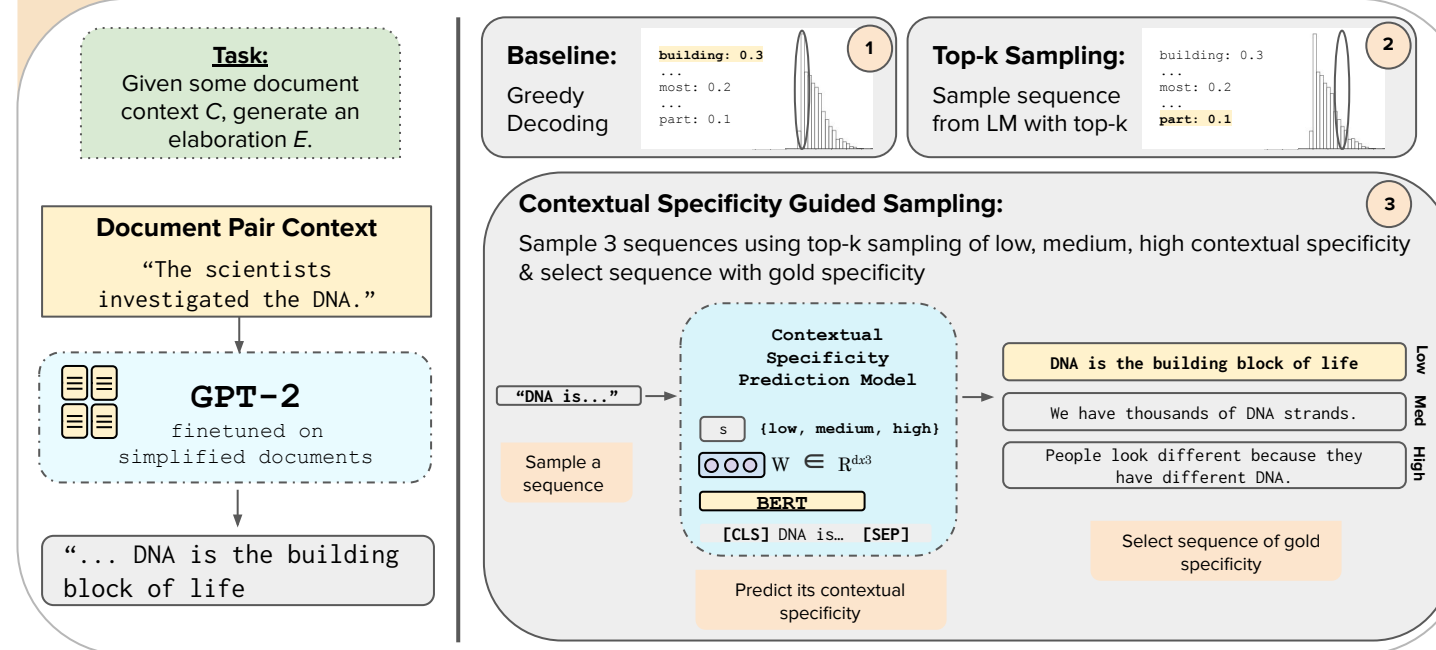 Task:
Given some document
context C, generate an
elaboration E.
Document Pair Context
“The scientists
investigated the DNA.”
GPT-2
finetuned on
simplified documents
“... DNA is the building
block of life
Baseline:
Greedy
Decoding
building: 0.3
...
most: 0.2
...
part: 0.1
1
Top-k Sampling:
Sample sequence
from LM with top-k
building: 0.3
...
most: 0.2
...
part: 0.1
2
Contextual Specificity Guided Sampling:
3
Sample 3 sequences using top-k sampling of low, medium, high contextual specificity
& select sequence with gold specificity
“DNA is...”
Sample a
sequence
Contextual
Specificity
Prediction Model
s {low, medium, high}
W ∈ R^{dx3}
BERT
[CLS] DNA is… [SEP]
Predict its contextual
specificity
DNA is the building block of life
Low
We have thousands of DNA strands.
Med
People look different because they
have different DNA.
High
Select sequence of gold
specificity